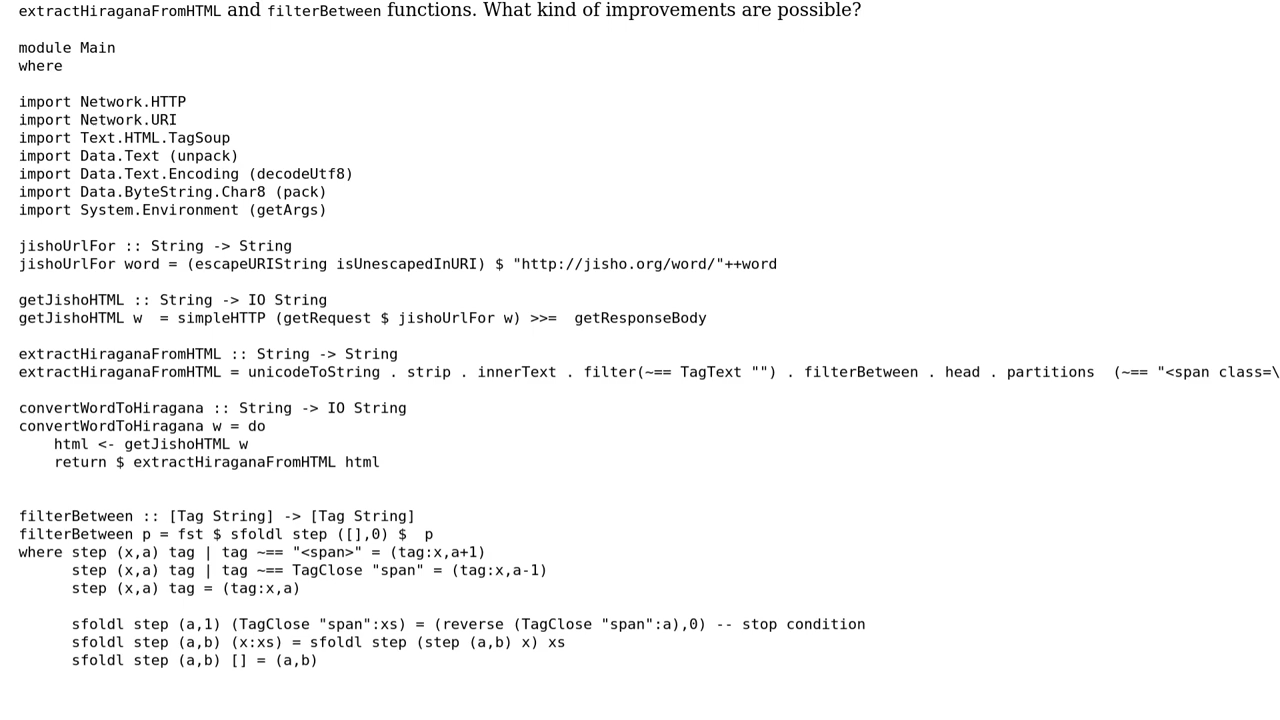 extractHiraganaFromHTML and filterBetween functions. What kind of improvements are possible?
module Main
where
import Network.HTTP
import Network.URI
import Text.HTML.TagSoup
import Data.Text (unpack)
import Data.Text.Encoding (decodeUtf8)
import Data.ByteString.Char8 (pack)
import System.Environment (getArgs)
jishoUrlFor :: String -> String
jishoUrlFor word = (escapeURIString isUnescapedInURI) $ "http://jisho.org/word/"++word
getJishoHTML :: String -> IO String
getJishoHTML w  = simpleHTTP (getRequest $ jishoUrlFor w) >>=  getResponseBody
extractHiraganaFromHTML :: String -> String
extractHiraganaFromHTML = unicodeToString . strip . innerText . filter(~== TagText "") . filterBetween . head . partitions  (~== "<span class=\
convertWordToHiragana :: String -> IO String
convertWordToHiragana w = do
    html <- getJishoHTML w
    return $ extractHiraganaFromHTML html
filterBetween :: [Tag String] -> [Tag String]
filterBetween p = fst $ sfoldl step ([],0) $  p
where step (x,a) tag | tag ~== "<span>" = (tag:x,a+1)
      step (x,a) tag | tag ~== TagClose "span" = (tag:x,a-1)
      step (x,a) tag = (tag:x,a)
      sfoldl step (a,1) (TagClose "span":xs) = (reverse (TagClose "span":a),0) -- stop condition
      sfoldl step (a,b) (x:xs) = sfoldl step (step (a,b) x) xs
      sfoldl step (a,b) [] = (a,b)